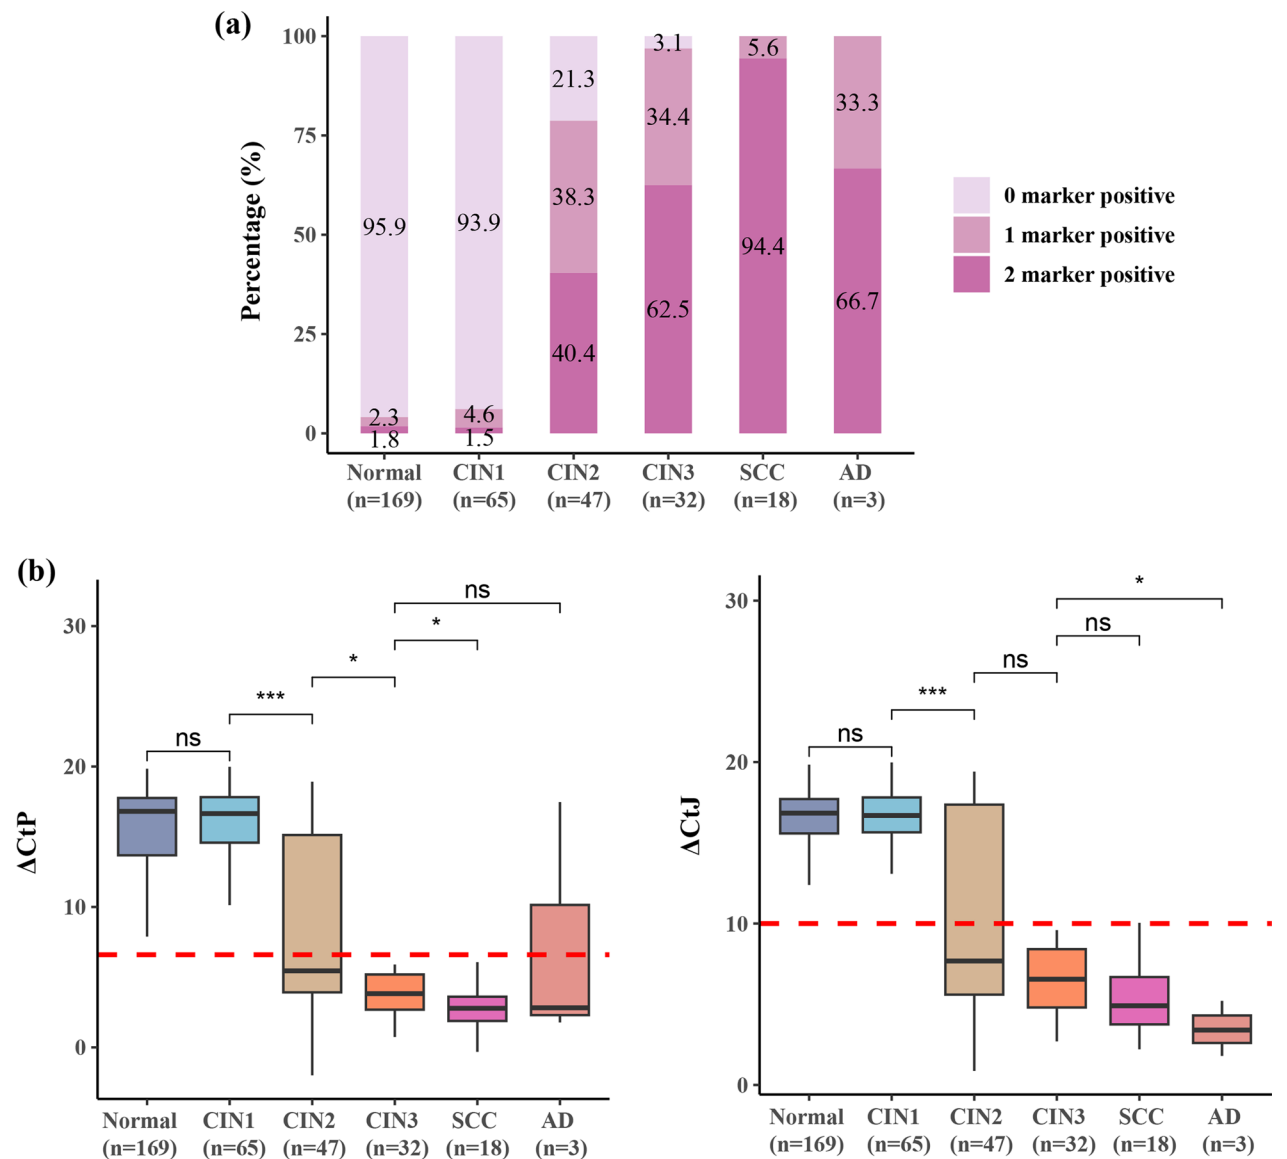 (a)
Percentage (%)
100
75
50
25
0
95.9
2.3
1.8
93.9
4.6
1.5
21.3
38.3
40.4
3.1
34.4
62.5
5.6
94.4
33.3
66.7
Normal CIN1 CIN2 CIN3 SCC AD
(n=169) (n=65) (n=47) (n=32) (n=18) (n=3)
0 marker positive
1 marker positive
2 marker positive
(b)
ΔCtP
30
20
10
0
ns
***
*
*
ns
Normal CIN1 CIN2 CIN3 SCC AD
(n=169) (n=65) (n=47) (n=32) (n=18) (n=3)
ΔCtJ
30
20
10
0
ns
***
ns
ns
*
Normal CIN1 CIN2 CIN3 SCC AD
(n=169) (n=65) (n=47) (n=32) (n=18) (n=3)